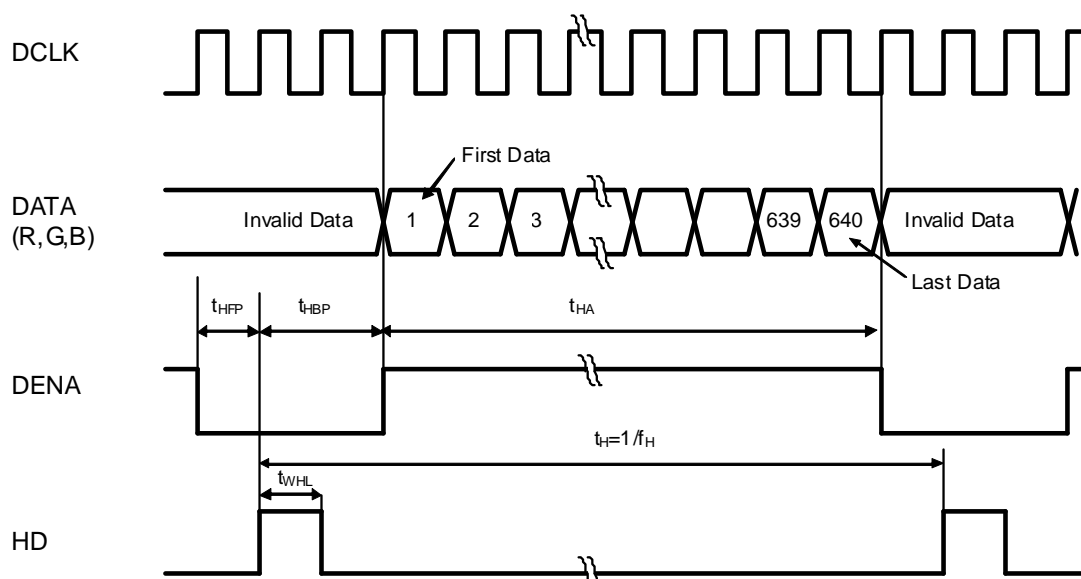 DCLK
First Data
DATA
(R,G,B)
Invalid Data
1
2
3
639
640
Invalid Data
Last Data
tHFP
tHBP
tHA
DENA
tH=1/fH
tWHL
HD